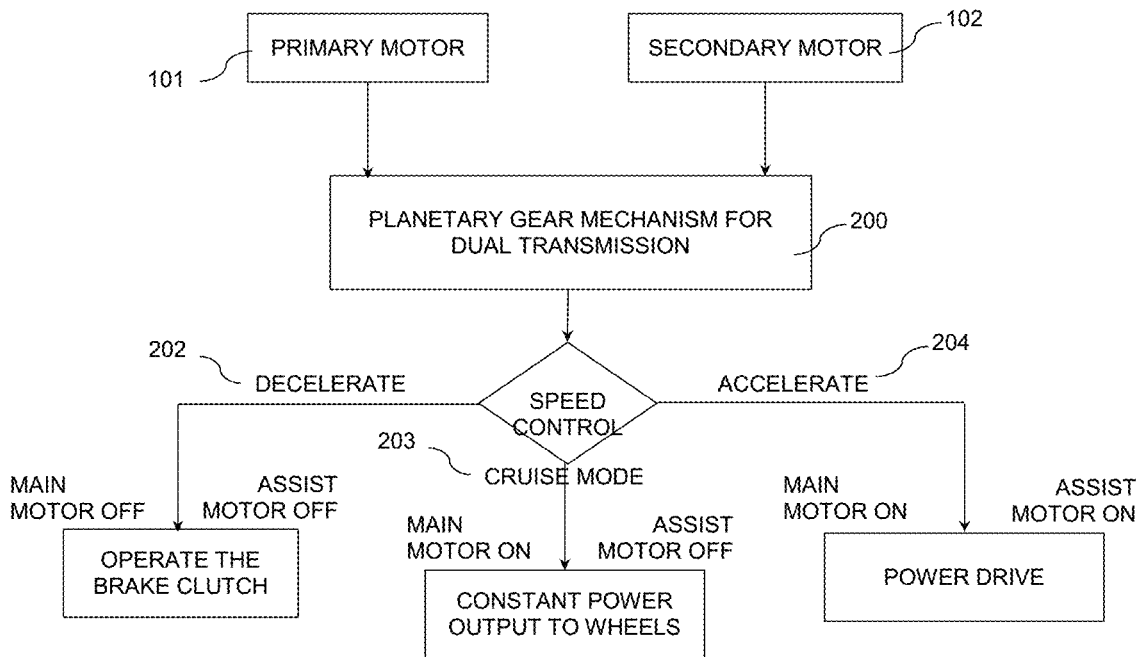 PRIMARY MOTOR
101
SECONDARY MOTOR
102
PLANETARY GEAR MECHANISM FOR
DUAL TRANSMISSION
200
202
DECELERATE
204
ACCELERATE
SPEED
CONTROL
203
CRUISE MODE
MAIN
MOTOR OFF
ASSIST
MOTOR OFF
OPERATE THE
BRAKE CLUTCH
MAIN
MOTOR ON
ASSIST
MOTOR OFF
CONSTANT POWER
OUTPUT TO WHEELS
MAIN
MOTOR ON
ASSIST
MOTOR ON
POWER DRIVE